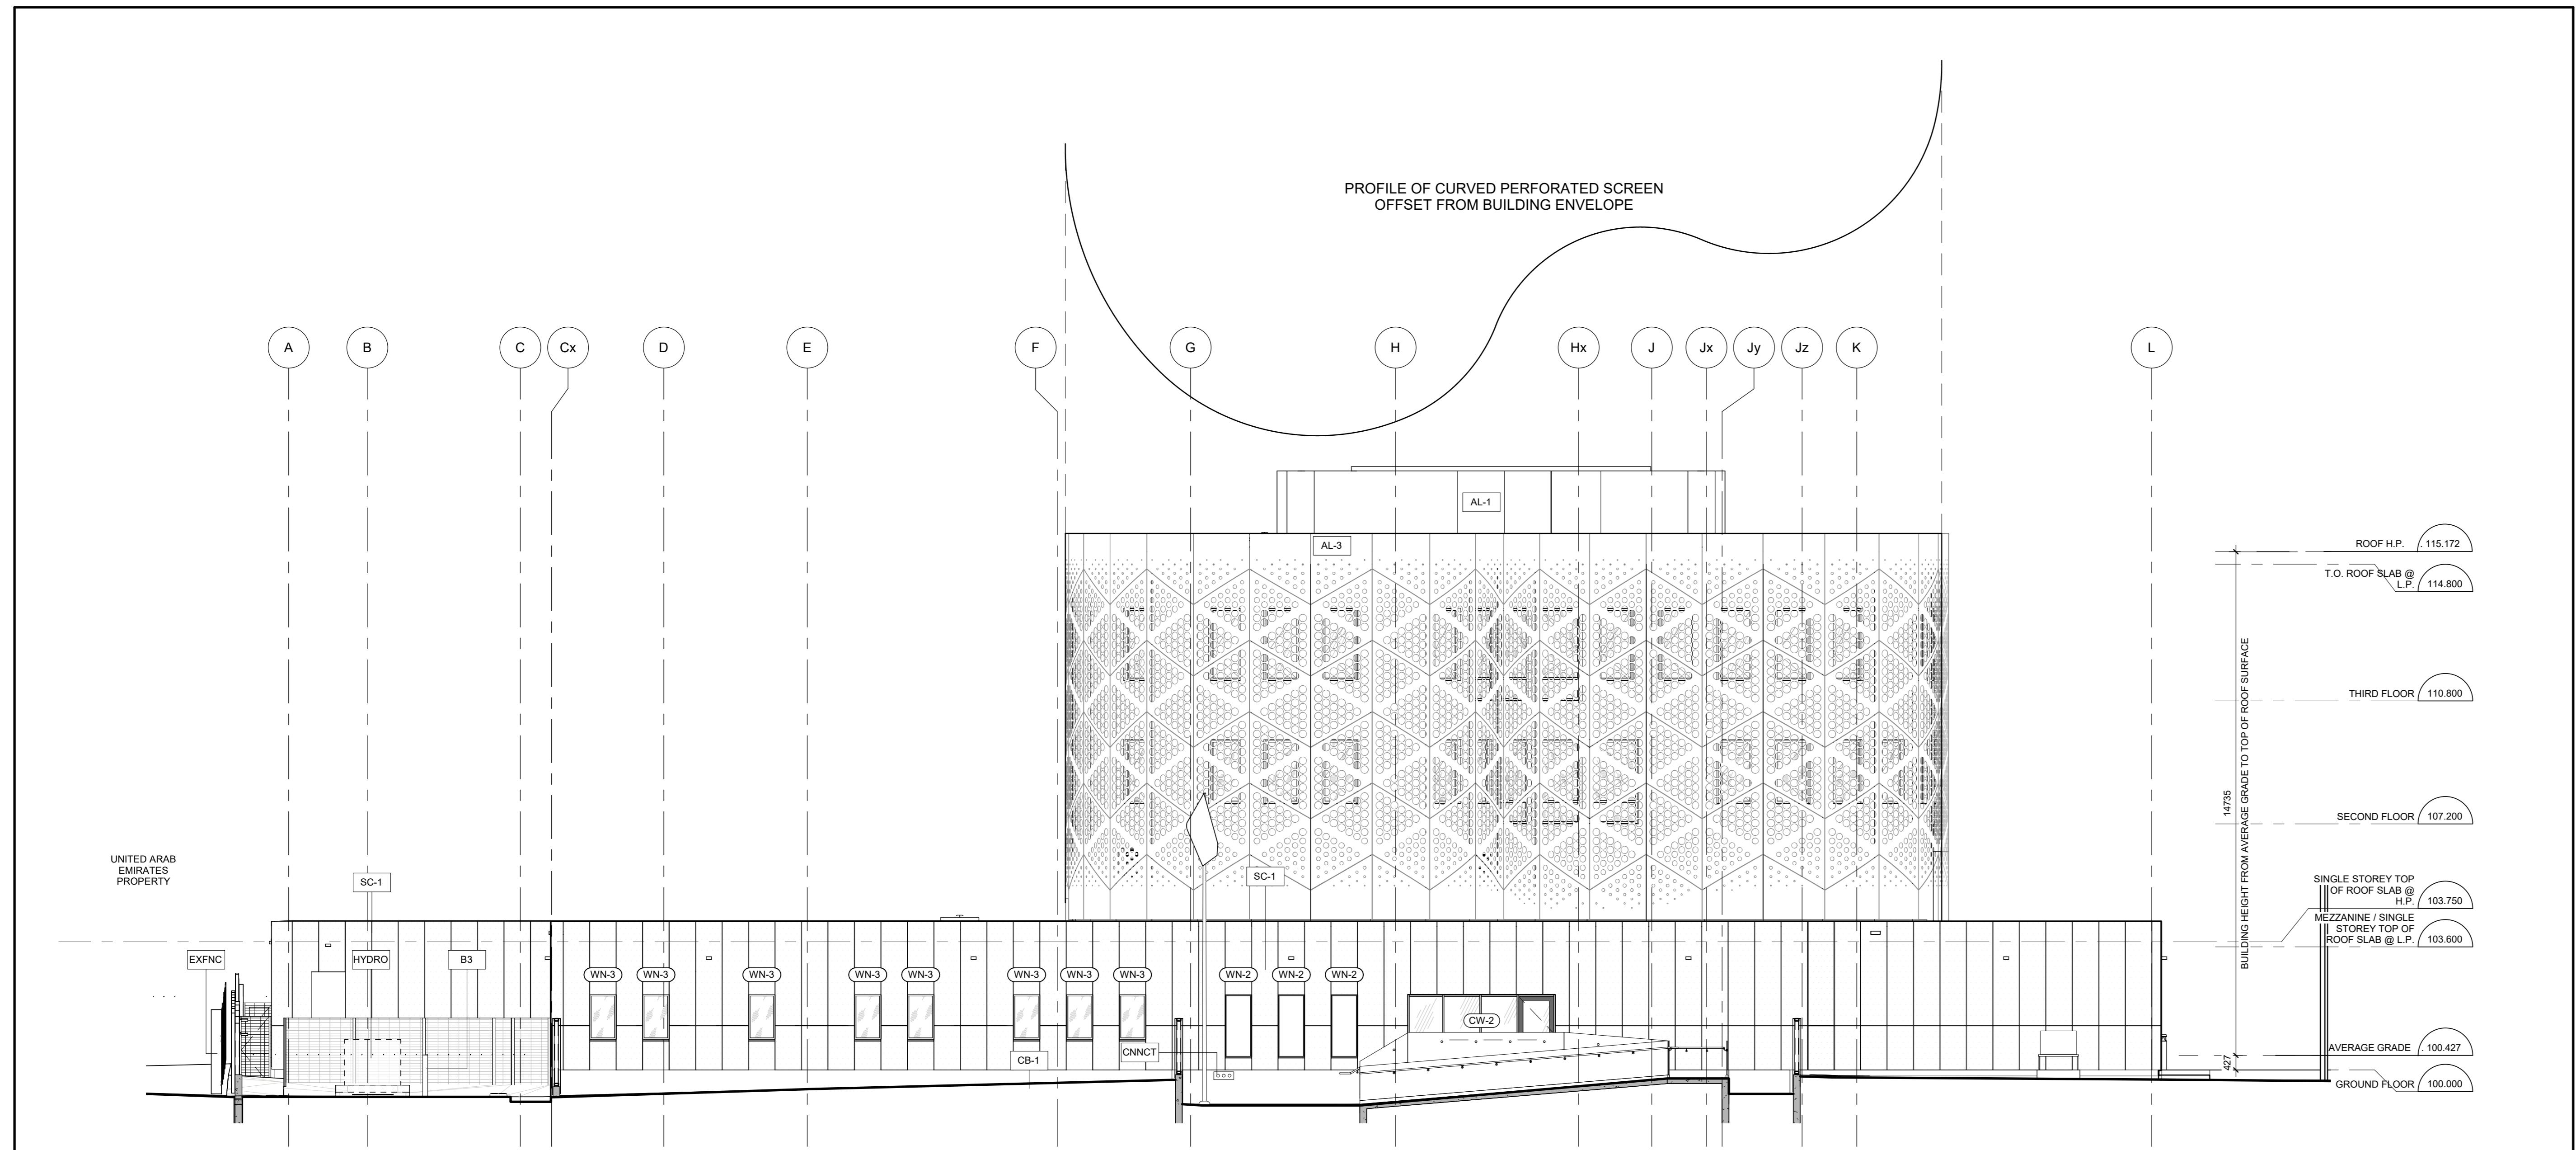 PROFILE OF CURVED PERFORATED SCREEN
OFFSET FROM BUILDING ENVELOPE
A
B
C
Cx
D
E
F
G
H
Hx
J
Jx
Jy
Jz
K
L
AL-1
AL-3
ROOF H.P.
115.172
T.O. ROOF SLAB @
L.P.
114.800
THIRD FLOOR
110.800
SECOND FLOOR
107.200
SINGLE STOREY TOP
OF ROOF SLAB @
H.P.
103.750
MEZZANINE / SINGLE
STOREY TOP OF
ROOF SLAB @ L.P.
103.600
AVERAGE GRADE
100.427
GROUND FLOOR
100.000
14735
BUILDING HEIGHT FROM AVERAGE GRADE TO TOP OF ROOF SURFACE
427
UNITED ARAB
EMIRATES
PROPERTY
SC-1
SC-1
EXFNC
HYDRO
B3
WN-3
WN-3
WN-3
WN-3
WN-3
WN-3
WN-3
WN-3
WN-2
WN-2
WN-2
CW-2
CNNCT
CB-1